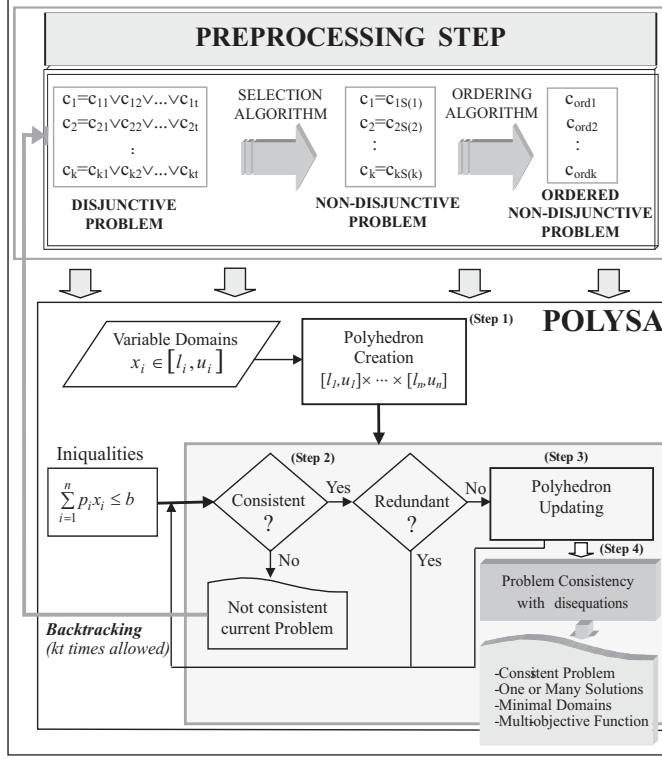 PREPROCESSING STEP
c1=c11∨c12∨...∨c1t
c2=c21∨c22∨...∨c2t
:
ck=ck1∨ck2∨...∨ckt
DISJUNCTIVE
PROBLEM
SELECTION
ALGORITHM
c1=c1S(1)
c2=c2S(2)
:
ck=ckS(k)
NON-DISJUNCTIVE
PROBLEM
ORDERING
ALGORITHM
cord1
cord2
:
cordk
ORDERED
NON-DISJUNCTIVE
PROBLEM
POLYSA
Variable Domains
xi ∈ [li , ui]
(Step 1)
Polyhedron
Creation
[l1,u1]× ··· × [ln,un]
Iniqualities
n
∑ pixi ≤ b
i=1
(Step 2)
Consistent
?
Yes
No
Redundant
?
No
Yes
(Step 3)
Polyhedron
Updating
(Step 4)
Not consistent
current Problem
Backtracking
(kt times allowed)
Problem Consistency
with disequations
-Consistent Problem
-One or Many Solutions
-Minimal Domains
-Multi-objective Function